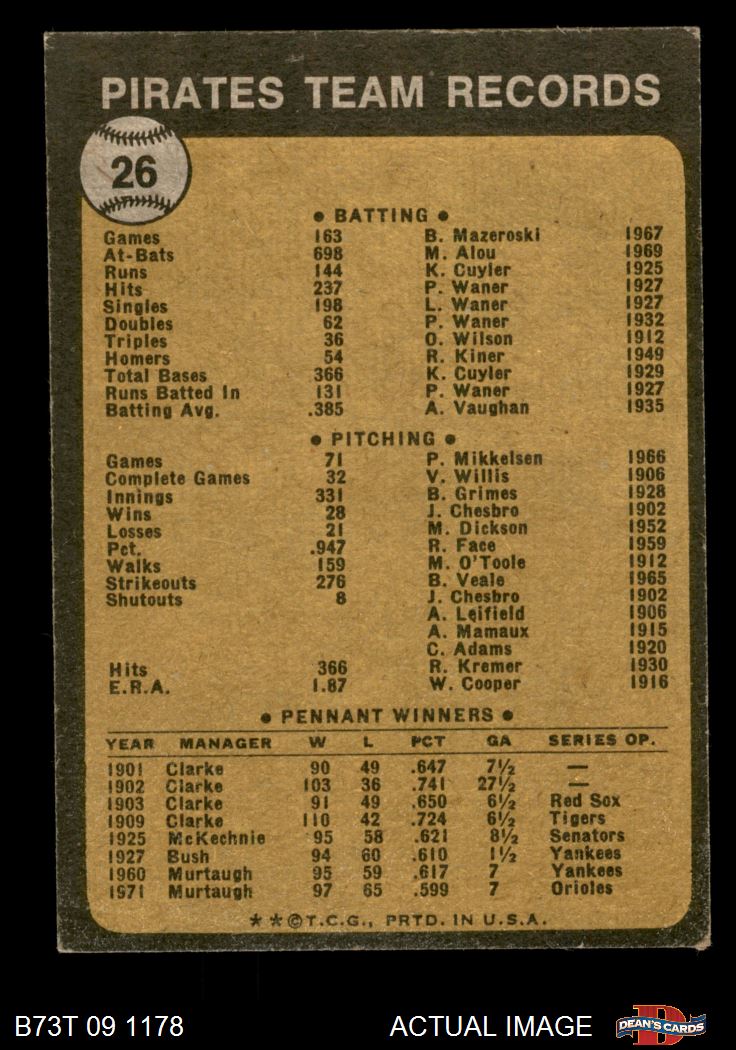 PIRATES TEAM RECORDS
26
• BATTING •
Games 163 B. Mazeroski 1967
At-Bats 698 M. Alou 1969
Runs 144 K. Cuyler 1925
Hits 237 P. Waner 1927
Singles 198 L. Waner 1927
Doubles 62 P. Waner 1932
Triples 36 O. Wilson 1912
Homers 54 R. Kiner 1949
Total Bases 366 K. Cuyler 1929
Runs Batted In 131 P. Waner 1927
Batting Avg. .385 A. Vaughan 1935
• PITCHING •
Games 71 P. Mikkelsen 1966
Complete Games 32 V. Willis 1906
Innings 331 B. Grimes 1928
Wins 28 J. Chesbro 1902
Losses 21 M. Dickson 1952
Pct. .947 R. Face 1959
Walks 159 M. O'Toole 1912
Strikeouts 276 B. Veale 1965
Shutouts 8 J. Chesbro 1902
A. Leifield 1906
A. Mamaux 1915
C. Adams 1920
Hits 366 R. Kremer 1930
E.R.A. 1.87 W. Cooper 1916
• PENNANT WINNERS •
YEAR MANAGER W L PCT GA SERIES OP.
1901 Clarke 90 49 .647 7½ —
1902 Clarke 103 36 .741 27½ —
1903 Clarke 91 49 .650 6½ Red Sox
1909 Clarke 110 42 .724 6½ Tigers
1925 McKechnie 95 58 .621 8½ Senators
1927 Bush 94 60 .610 1½ Yankees
1960 Murtaugh 95 59 .617 7 Yankees
1971 Murtaugh 97 65 .599 7 Orioles
★★©T.C.G., PRTD. IN U.S.A.
B73T 09 1178 ACTUAL IMAGE D DEAN'S CARDS